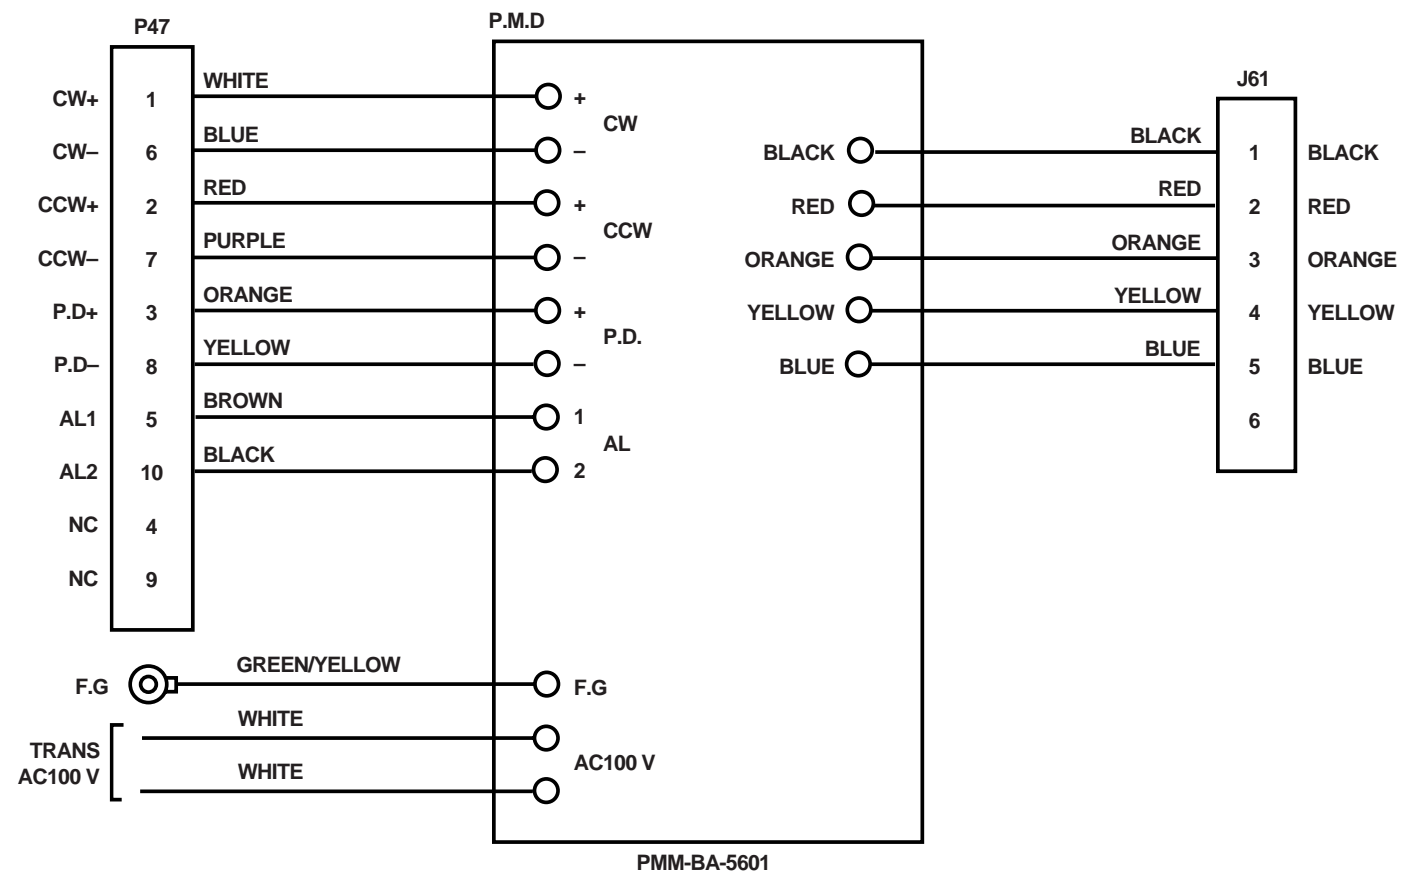 P47
P.M.D
J61
CW+ 1 WHITE + CW
CW– 6 BLUE –
CCW+ 2 RED + CCW
CCW– 7 PURPLE –
P.D+ 3 ORANGE + P.D.
P.D– 8 YELLOW –
AL1 5 BROWN 1 AL
AL2 10 BLACK 2
NC 4
NC 9
BLACK BLACK 1 BLACK
RED RED 2 RED
ORANGE ORANGE 3 ORANGE
YELLOW YELLOW 4 YELLOW
BLUE BLUE 5 BLUE
6
F.G GREEN/YELLOW F.G
TRANS
AC100 V
WHITE
WHITE
AC100 V
PMM-BA-5601